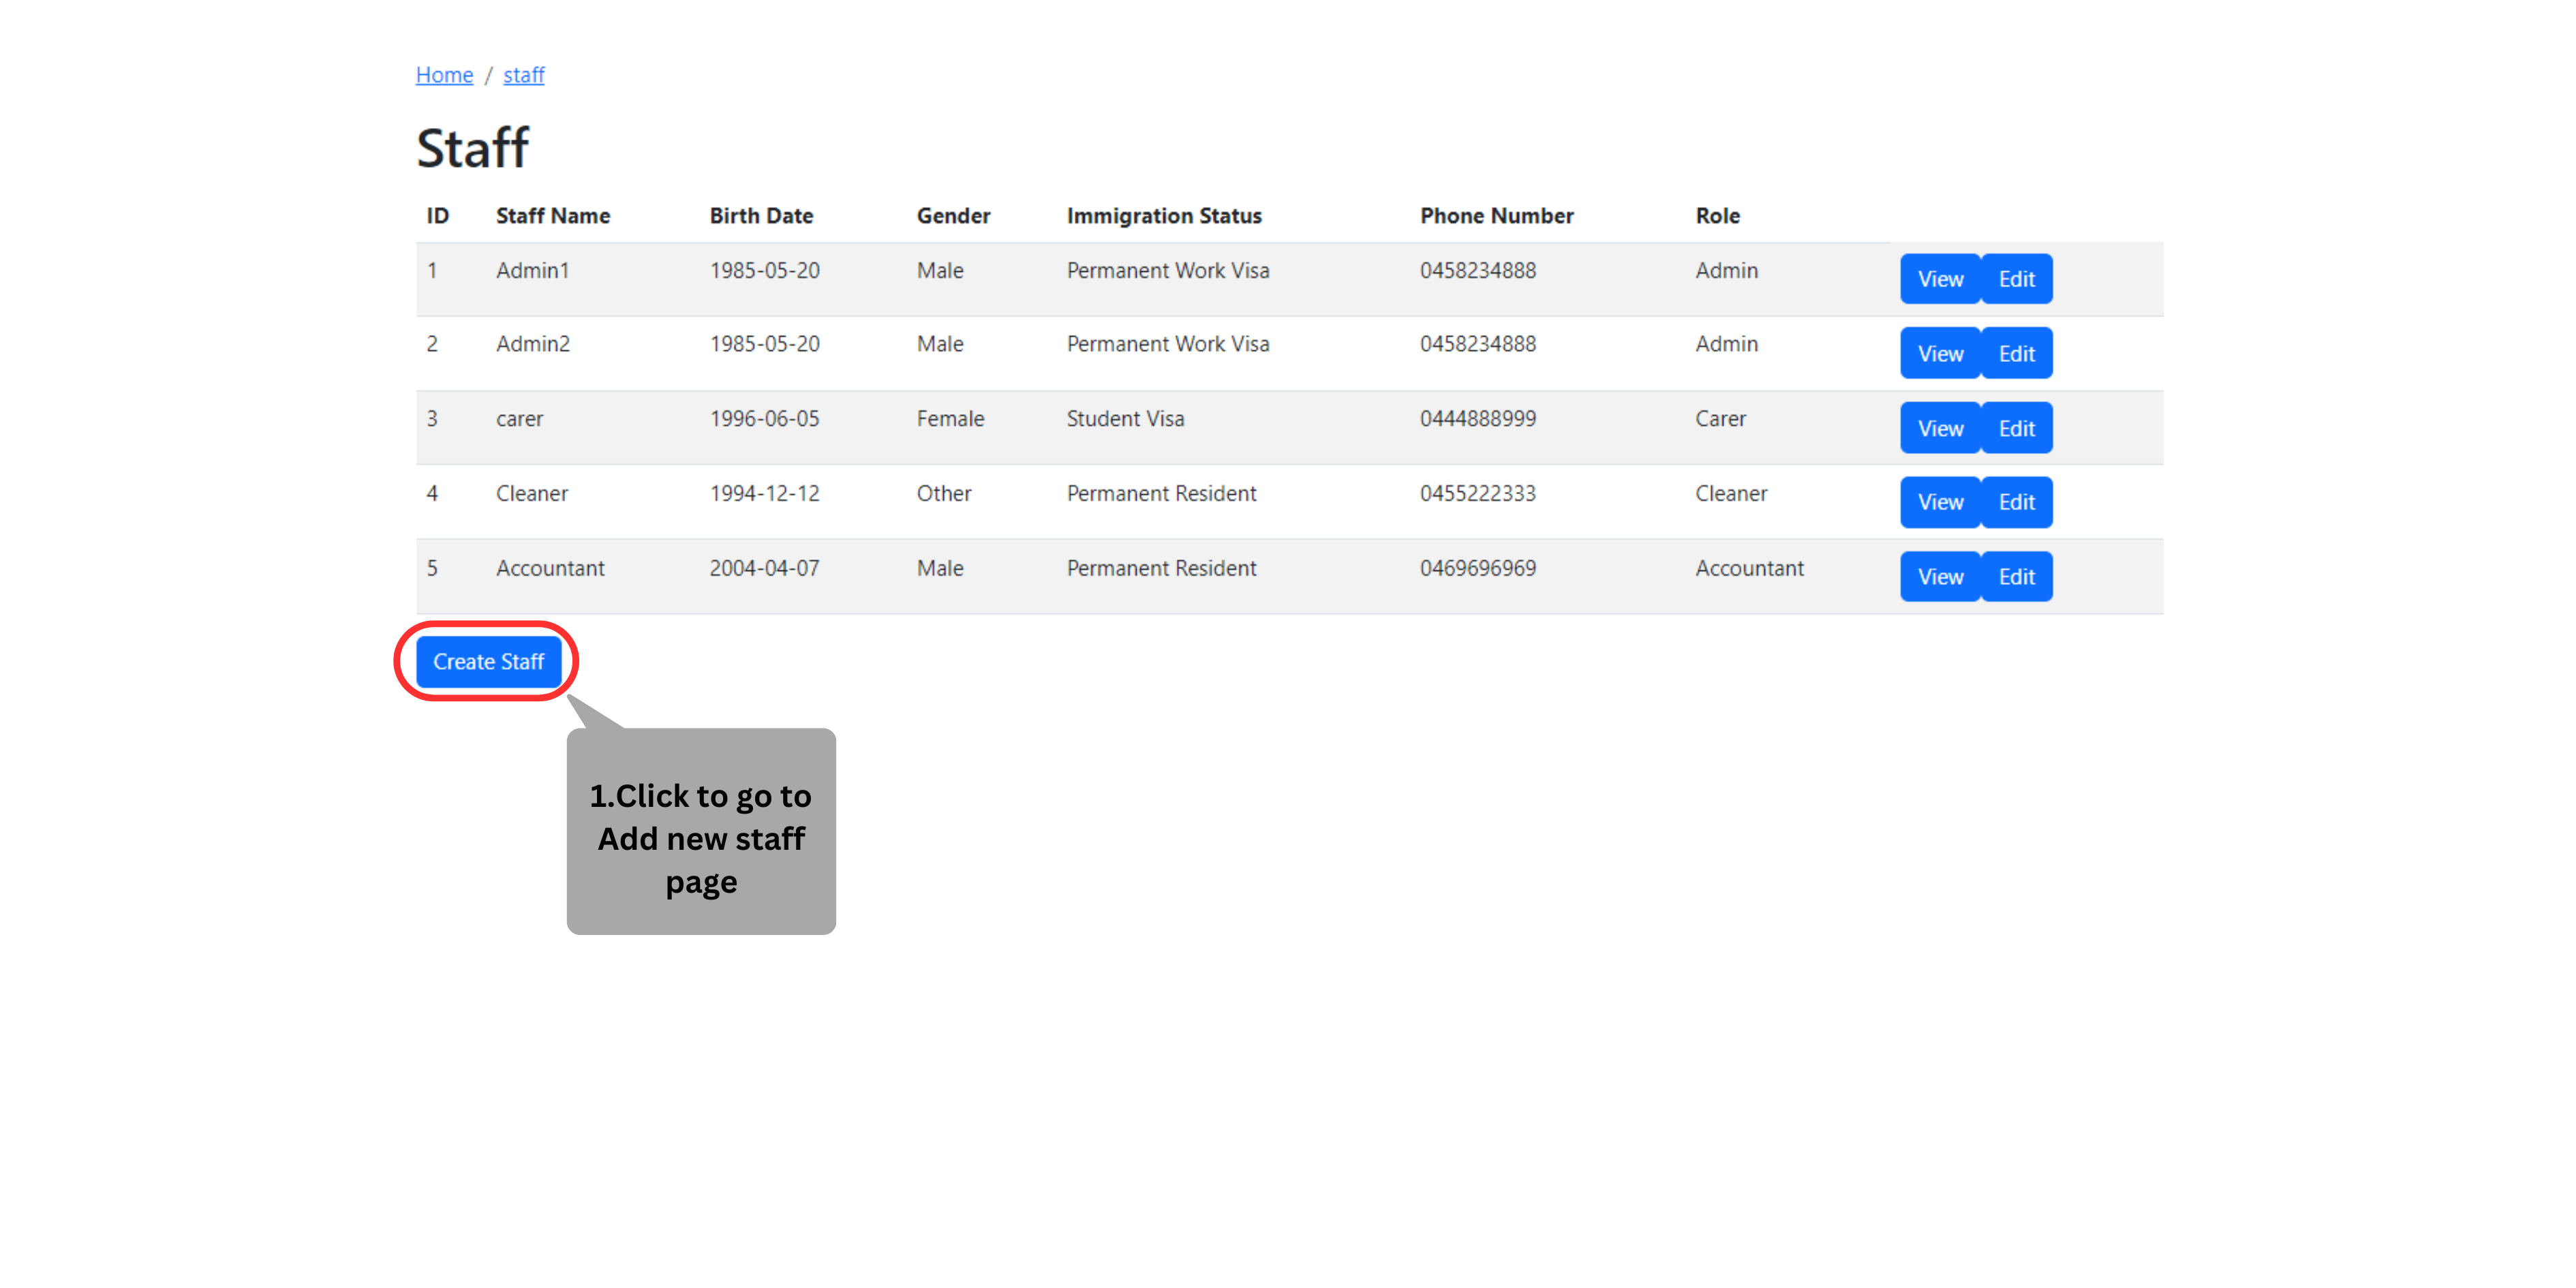 Home / staff
Staff
ID Staff Name Birth Date Gender Immigration Status Phone Number Role
1 Admin1 1985-05-20 Male Permanent Work Visa 0458234888 Admin View Edit
2 Admin2 1985-05-20 Male Permanent Work Visa 0458234888 Admin View Edit
3 carer 1996-06-05 Female Student Visa 0444888999 Carer View Edit
4 Cleaner 1994-12-12 Other Permanent Resident 0455222333 Cleaner View Edit
5 Accountant 2004-04-07 Male Permanent Resident 0469696969 Accountant View Edit
Create Staff
1.Click to go to
Add new staff
page